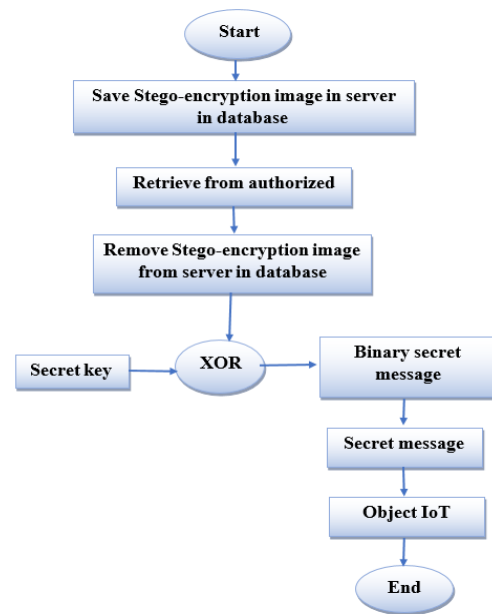 Start
Save Stego-encryption image in server
in database
Retrieve from authorized
Remove Stego-encryption image
from server in database
Secret key
XOR
Binary secret
message
Secret message
Object IoT
End